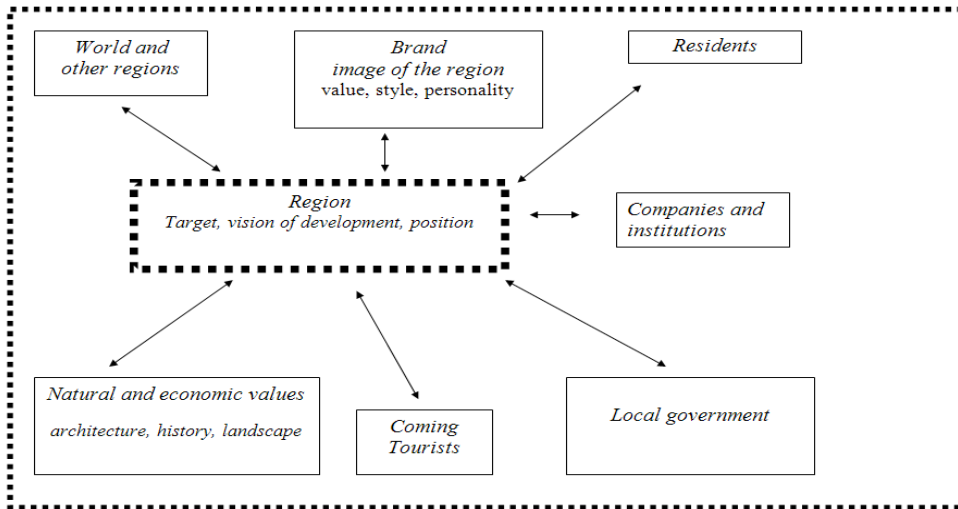 World and
other regions
Brand
image of the region
value, style, personality
Residents
Region
Target, vision of development, position
Companies and
institutions
Natural and economic values
architecture, history, landscape
Coming
Tourists
Local government